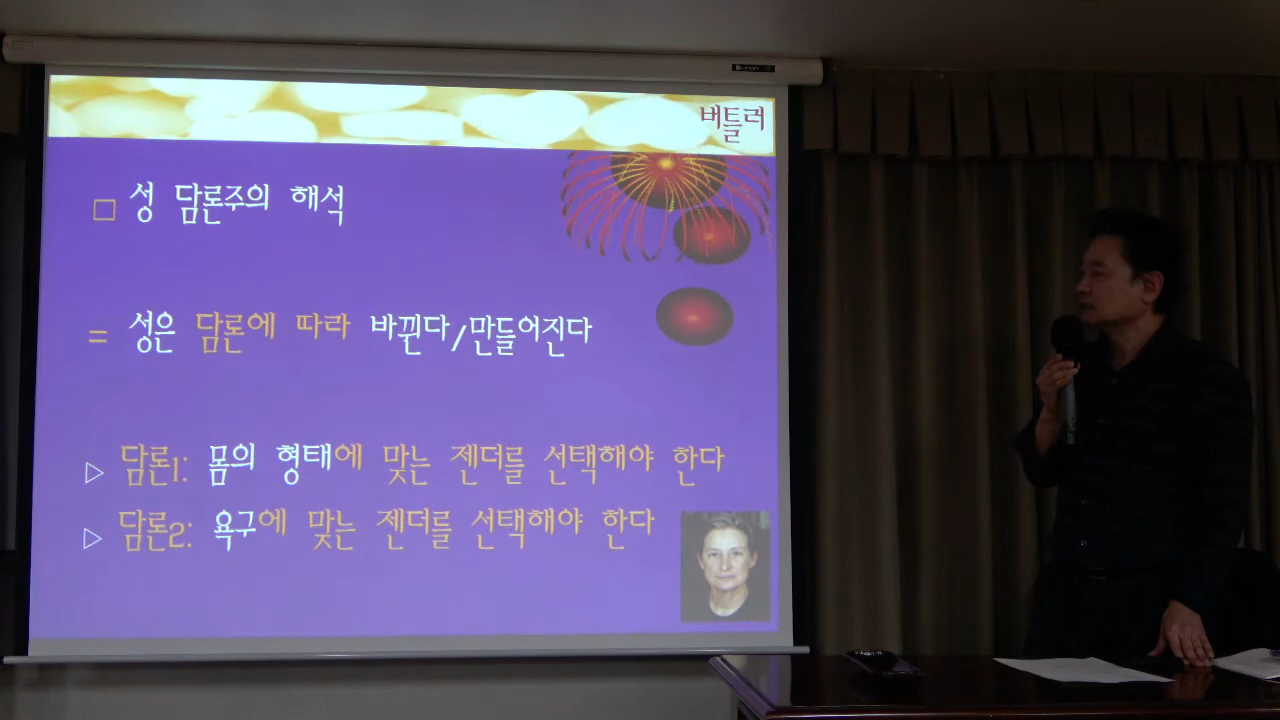 버틀러
성 담론주의 해석
= 성은 담론에 따라 바뀐다/만들어진다
담론1: 몸의 형태에 맞는 젠더를 선택해야 한다
담론2: 욕구에 맞는 젠더를 선택해야 한다